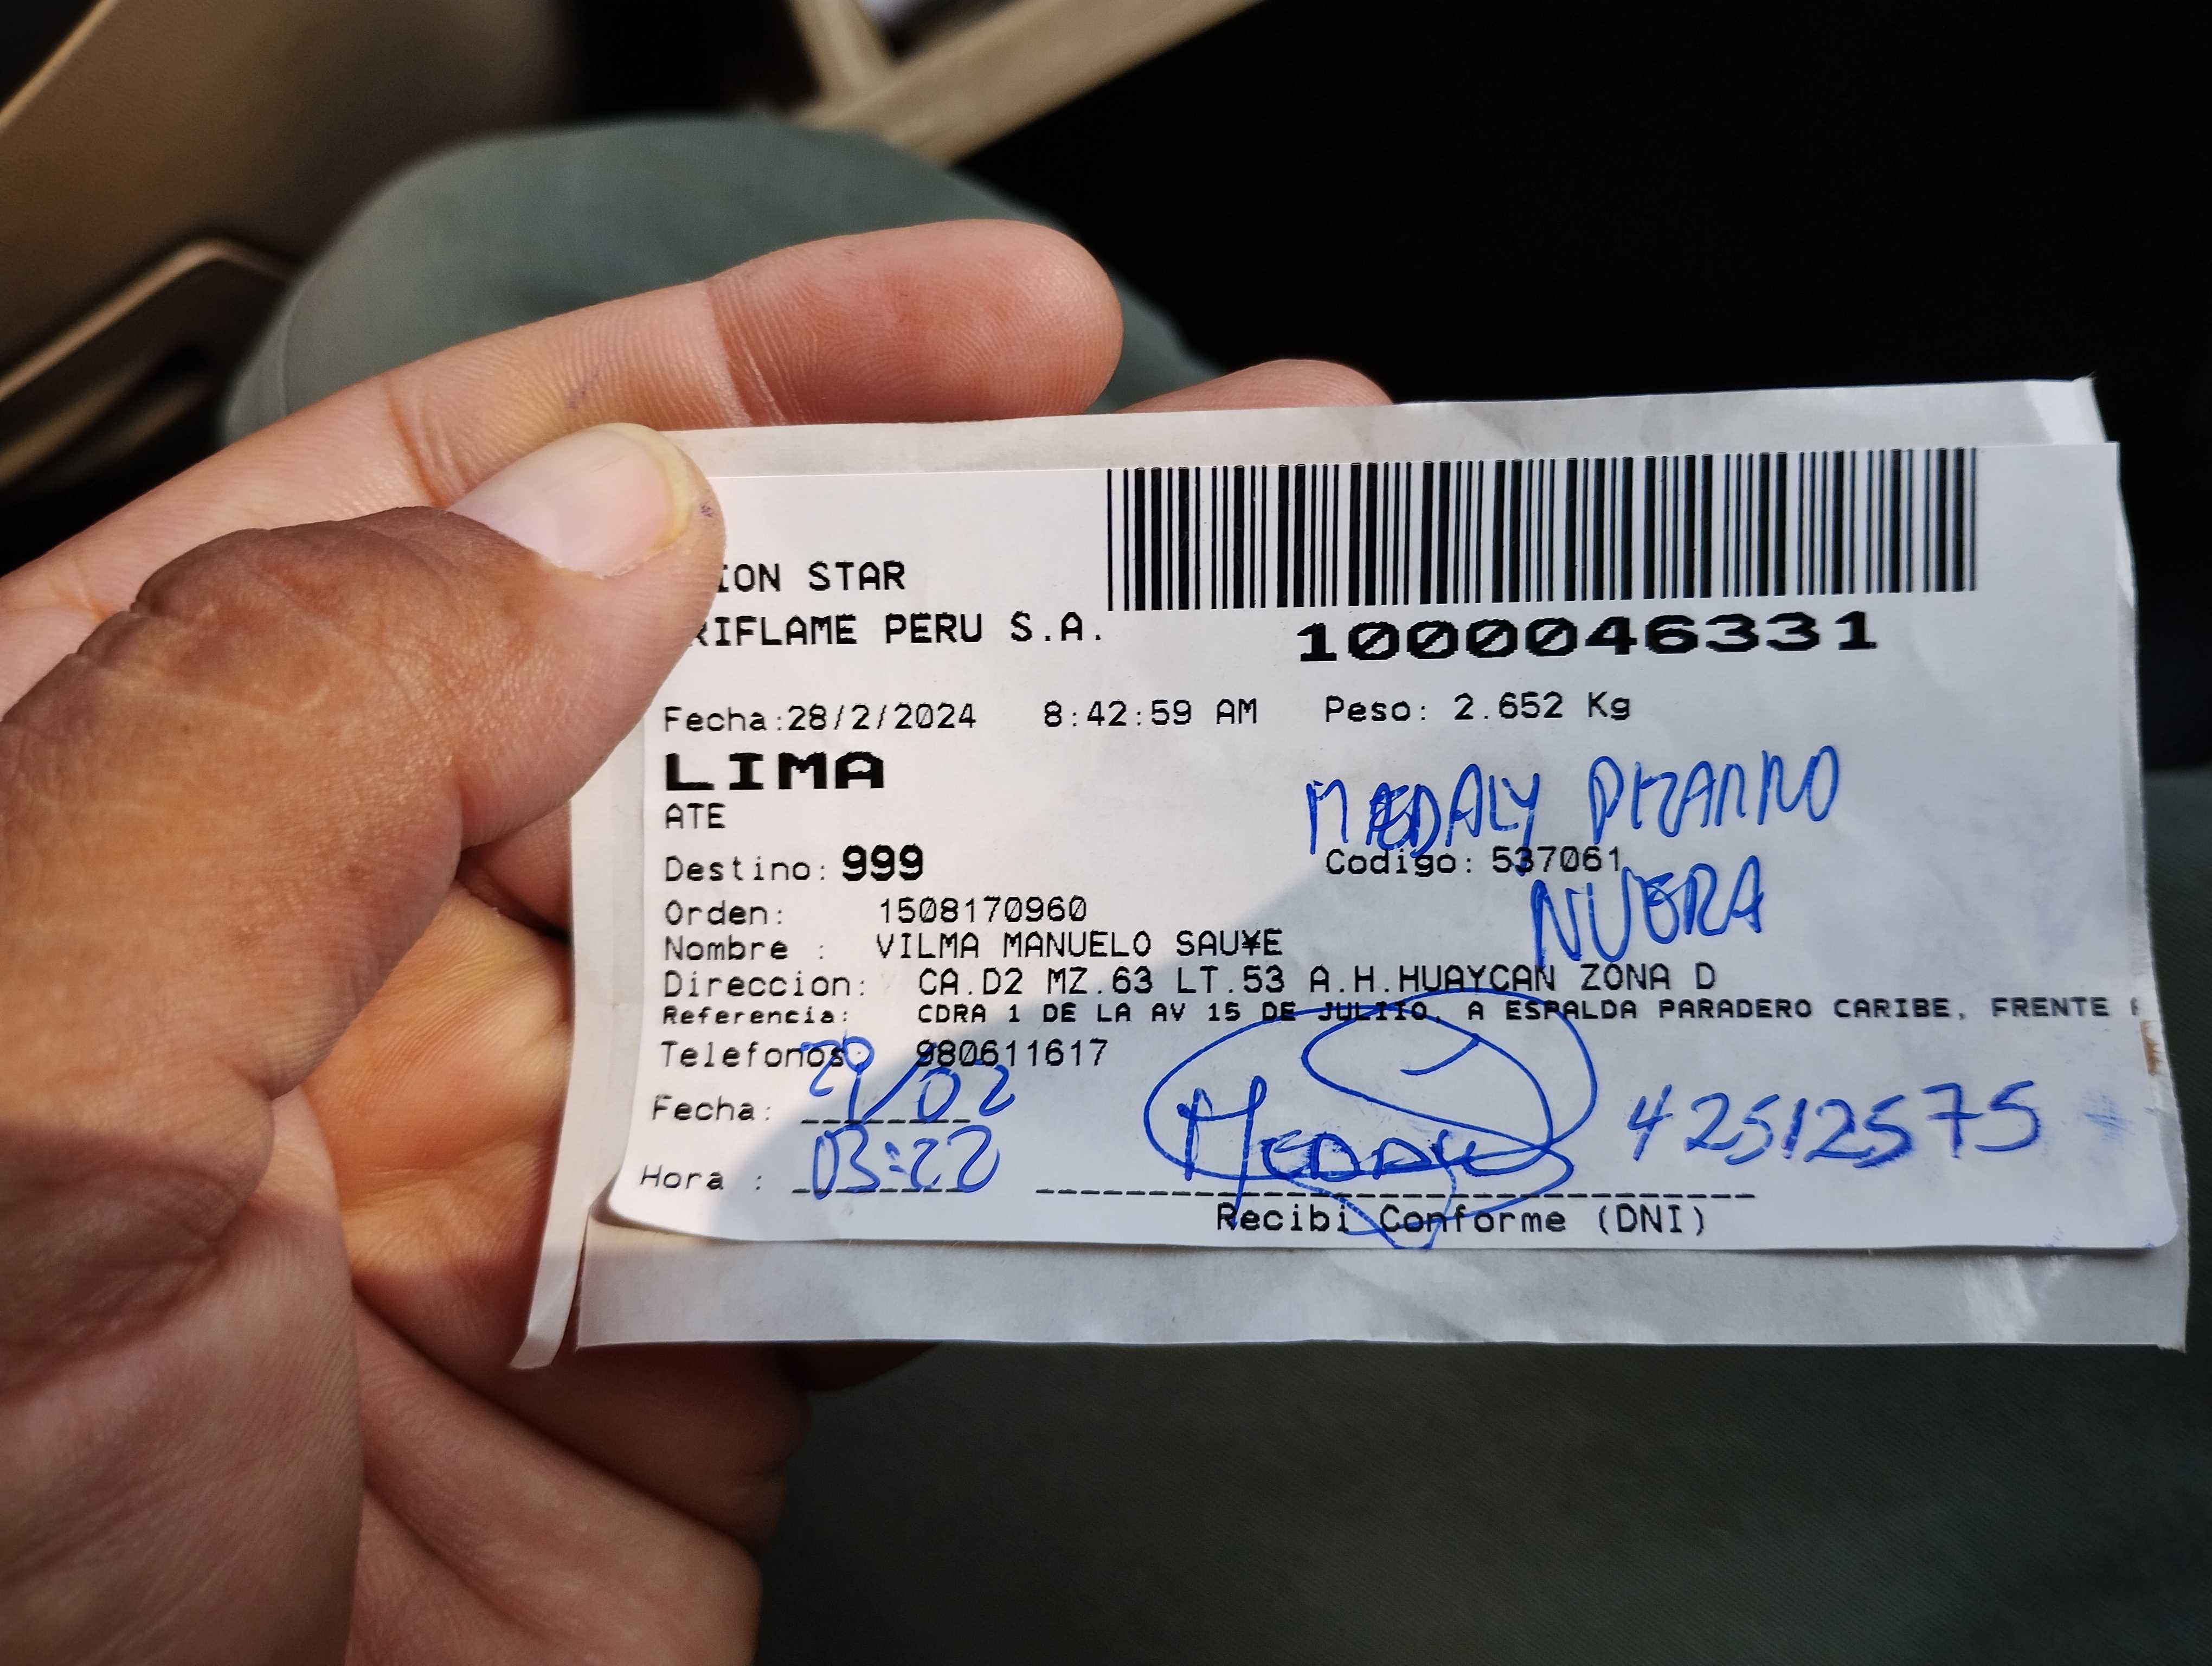 ION STAR
RIFLAME PERU S.A.
1000046331
Fecha:28/2/2024 8:42:59 AM Peso: 2.652 Kg
LIMA
MEDALY PIZARRO
ATE
Destino: 999 Codigo: 537061
NUERA
Orden: 1508170960
Nombre : VILMA MANUELO SAU¥E
Direccion: CA.D2 MZ.63 LT.53 A.H.HUAYCAN ZONA D
Referencia: CDRA 1 DE LA AV 15 DE JULIIO, A ESPALDA PARADERO CARIBE, FRENTE
Telefonos: 980611617
Fecha: 29/02
Hora : 03:22
MEDALY 42512575
Recibi Conforme (DNI)